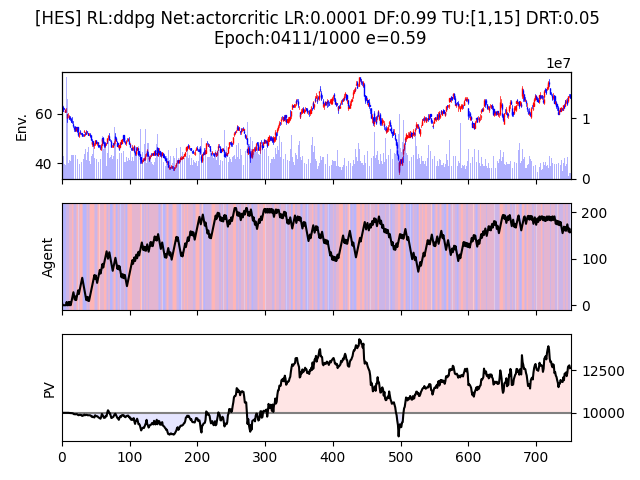 [HES] RL:ddpg Net:actorcritic LR:0.0001 DF:0.99 TU:[1,15] DRT:0.05
Epoch:0411/1000 e=0.59
1e7
Env.
60
40
1
0
Agent
200
100
0
PV
12500
10000
0 100 200 300 400 500 600 700